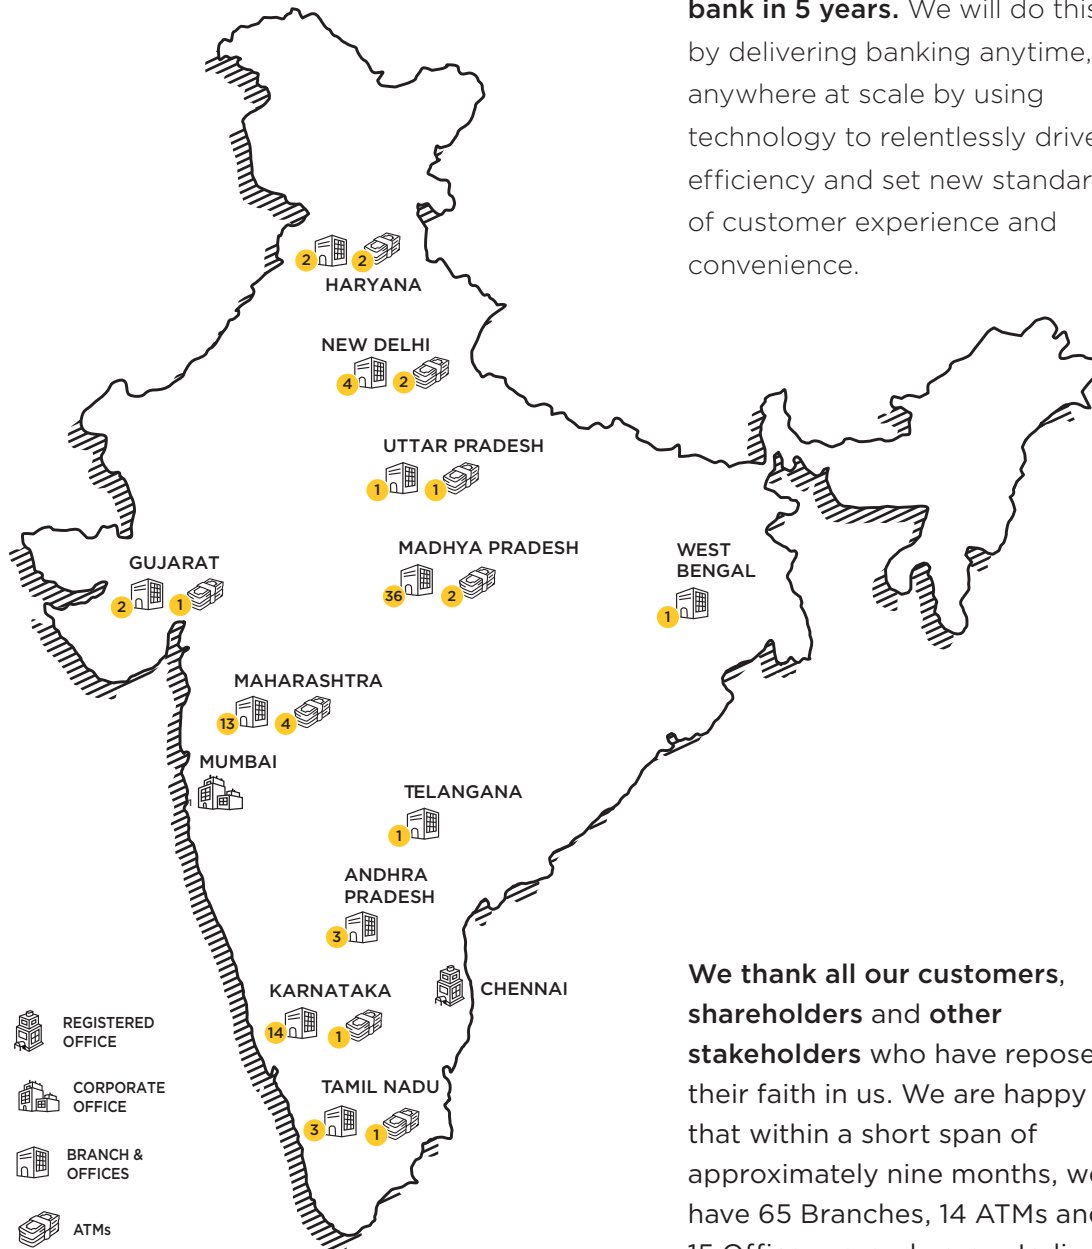 bank in 5 years. We will do this
by delivering banking anytime,
anywhere at scale by using
technology to relentlessly drive
efficiency and set new standar
of customer experience and
convenience.
2 2
HARYANA
NEW DELHI
4 2
UTTAR PRADESH
1 1
MADHYA PRADESH
36 2
WEST
BENGAL
1
GUJARAT
2 1
MAHARASHTRA
13 4
MUMBAI
TELANGANA
1
ANDHRA
PRADESH
3
CHENNAI
KARNATAKA
14 1
TAMIL NADU
3 1
REGISTERED
OFFICE
CORPORATE
OFFICE
BRANCH &
OFFICES
ATMs
We thank all our customers,
shareholders and other
stakeholders who have repose
their faith in us. We are happy
that within a short span of
approximately nine months, we
have 65 Branches, 14 ATMs and